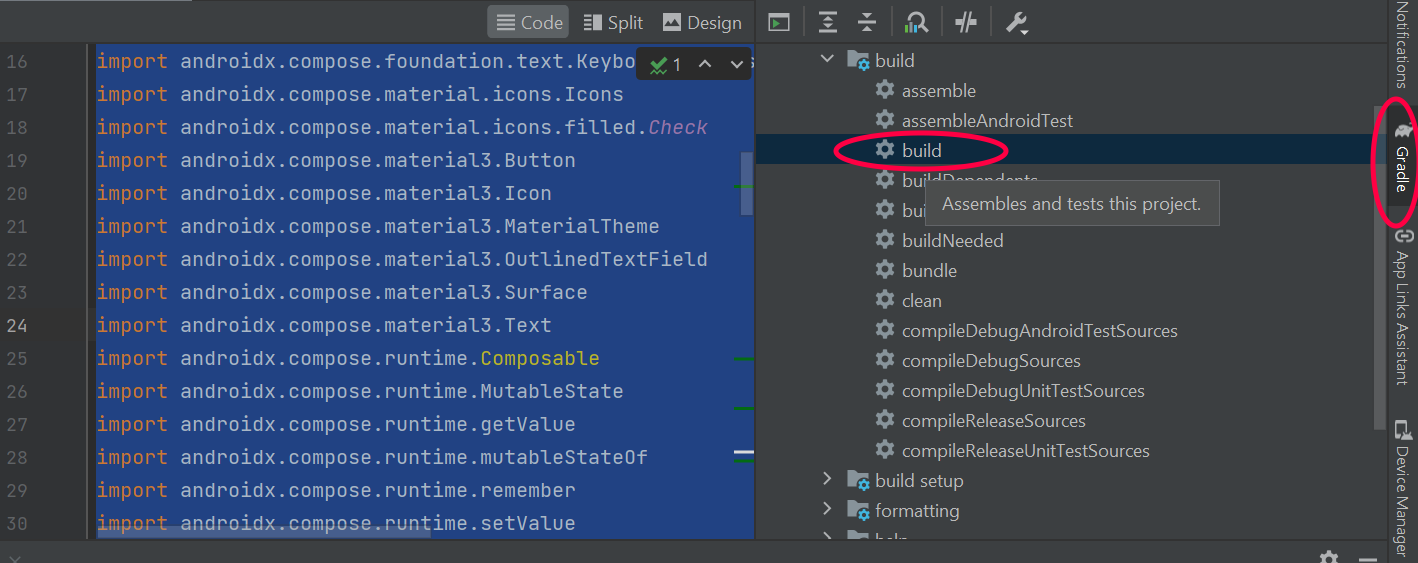 Code
Split
Design
16 import androidx.compose.foundation.text.Keybo
1
17 import androidx.compose.material.icons.Icons
18 import androidx.compose.material.icons.filled.Check
19 import androidx.compose.material3.Button
20 import androidx.compose.material3.Icon
21 import androidx.compose.material3.MaterialTheme
22 import androidx.compose.material3.OutlinedTextField
23 import androidx.compose.material3.Surface
24 import androidx.compose.material3.Text
25 import androidx.compose.runtime.Composable
26 import androidx.compose.runtime.MutableState
27 import androidx.compose.runtime.getValue
28 import androidx.compose.runtime.mutableStateOf
29 import androidx.compose.runtime.remember
30 import androidx.compose.runtime.setValue
build
assemble
assembleAndroidTest
build
buildDependents
Assembles and tests this project.
bui
buildNeeded
bundle
clean
compileDebugAndroidTestSources
compileDebugSources
compileDebugUnitTestSources
compileReleaseSources
compileReleaseUnitTestSources
build setup
formatting
help
Notifications
Gradle
App Links Assistant
Device Manager